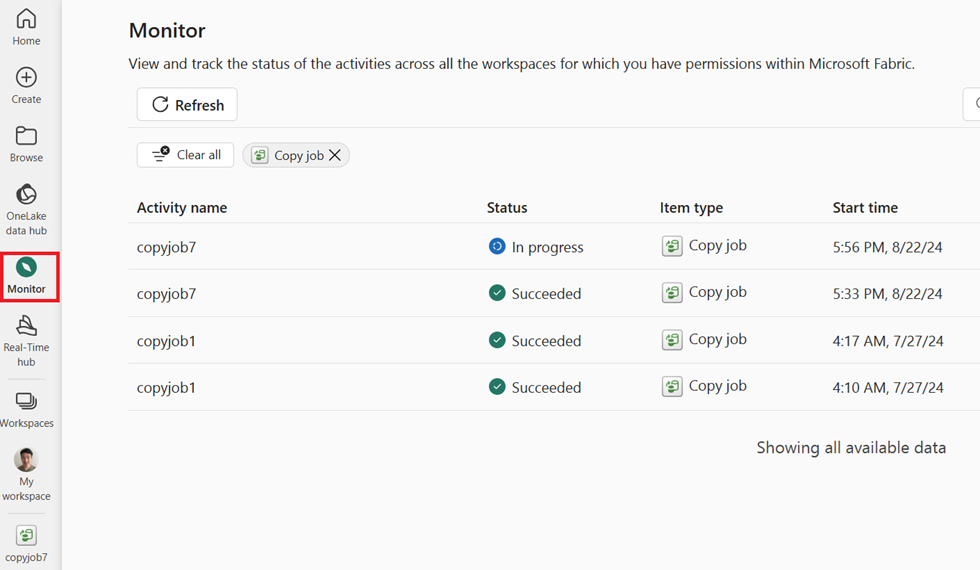 Home
Create
Browse
OneLake
data hub
Monitor
Real-Time
hub
Workspaces
My
workspace
copyjob7
Monitor
View and track the status of the activities across all the workspaces for which you have permissions within Microsoft Fabric.
Refresh
Clear all Copy job
Activity name Status Item type Start time
copyjob7 In progress Copy job 5:56 PM, 8/22/24
copyjob7 Succeeded Copy job 5:33 PM, 8/22/24
copyjob1 Succeeded Copy job 4:17 AM, 7/27/24
copyjob1 Succeeded Copy job 4:10 AM, 7/27/24
Showing all available data